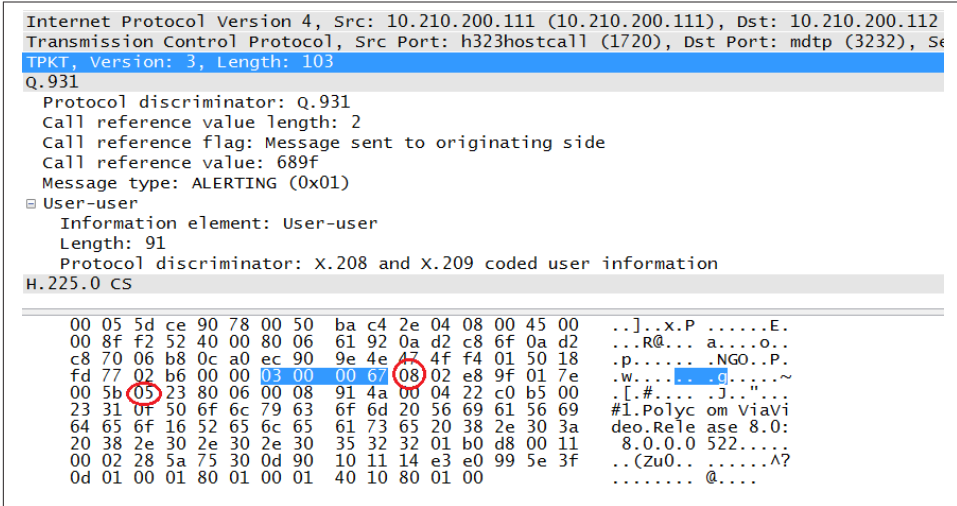 Internet Protocol Version 4, Src: 10.210.200.111 (10.210.200.111), Dst: 10.210.200.112
Transmission Control Protocol, Src Port: h323hostcall (1720), Dst Port: mdtp (3232), Se
TPKT, Version: 3, Length: 103
Q.931
Protocol discriminator: Q.931
Call reference value length: 2
Call reference flag: Message sent to originating side
Call reference value: 689f
Message type: ALERTING (0x01)
User-user
Information element: User-user
Length: 91
Protocol discriminator: X.208 and X.209 coded user information
H.225.0 CS
00 05 5d ce 90 78 00 50 ba c4 2e 04 08 00 45 00 ..]..x.P ......E.
00 8f f2 52 40 00 80 06 61 92 0a d2 c8 6f 0a d2 ...R@... a....o..
c8 70 06 b8 0c a0 ec 90 9e 4e 47 4f f4 01 50 18 .p...... .NGO..P.
fd 77 02 b6 00 00 03 00 00 67 08 02 e8 9f 01 7e .w...... .g.....~
00 5b 05 23 80 06 00 08 91 4a 00 04 22 c0 b5 00 .[.#.... .J.."...
23 31 0f 50 6f 6c 79 63 6f 6d 20 56 69 61 56 69 #1.Polyc om ViaVi
64 65 6f 16 52 65 6c 65 61 73 65 20 38 2e 30 3a deo.Rele ase 8.0:
20 38 2e 30 2e 30 2e 30 35 32 32 01 b0 d8 00 11 8.0.0.0 522.....
00 02 28 5a 75 30 0d 90 10 11 14 e3 e0 99 5e 3f ..(Zu0.. ......^?
0d 01 00 01 80 01 00 01 40 10 80 01 00 ........ @....